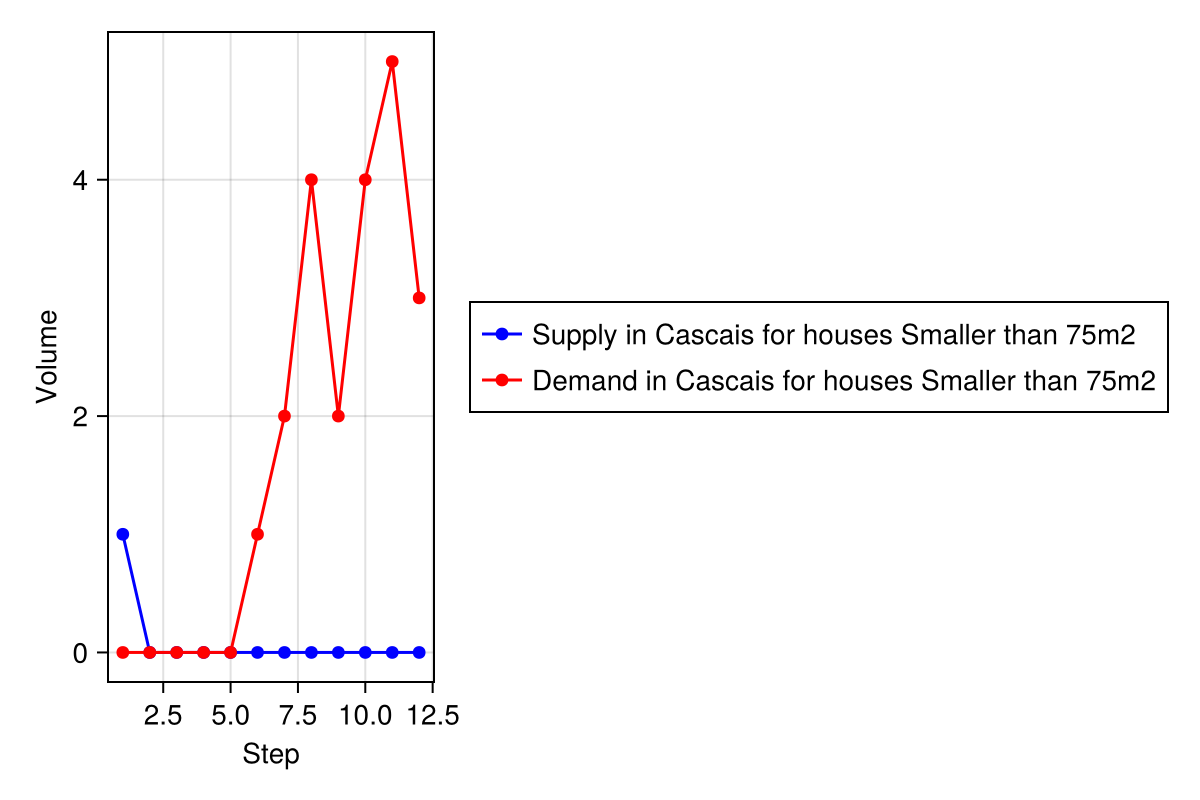 4
2
0
Volume
2.5 5.0 7.5 10.0 12.5
Step
Supply in Cascais for houses Smaller than 75m2
Demand in Cascais for houses Smaller than 75m2